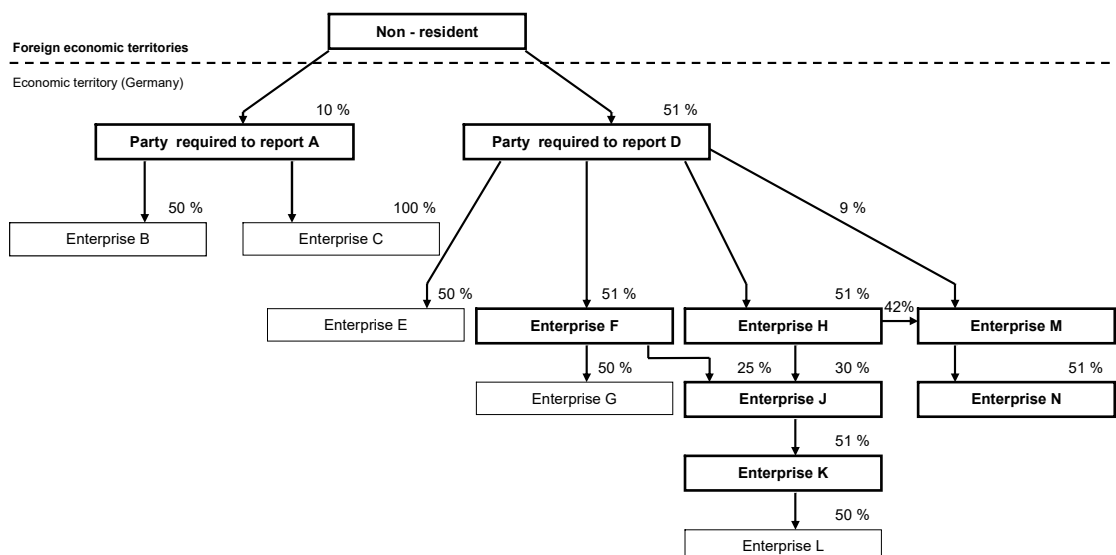 Non - resident
Foreign economic territories
Economic territory (Germany)
10 %
51 %
Party required to report A
Party required to report D
50 %
100 %
9 %
Enterprise B
Enterprise C
50 %
51 %
51 %
42%
Enterprise E
Enterprise F
Enterprise H
Enterprise M
50 %
25 %
30 %
51 %
Enterprise G
Enterprise J
Enterprise N
51 %
Enterprise K
50 %
Enterprise L